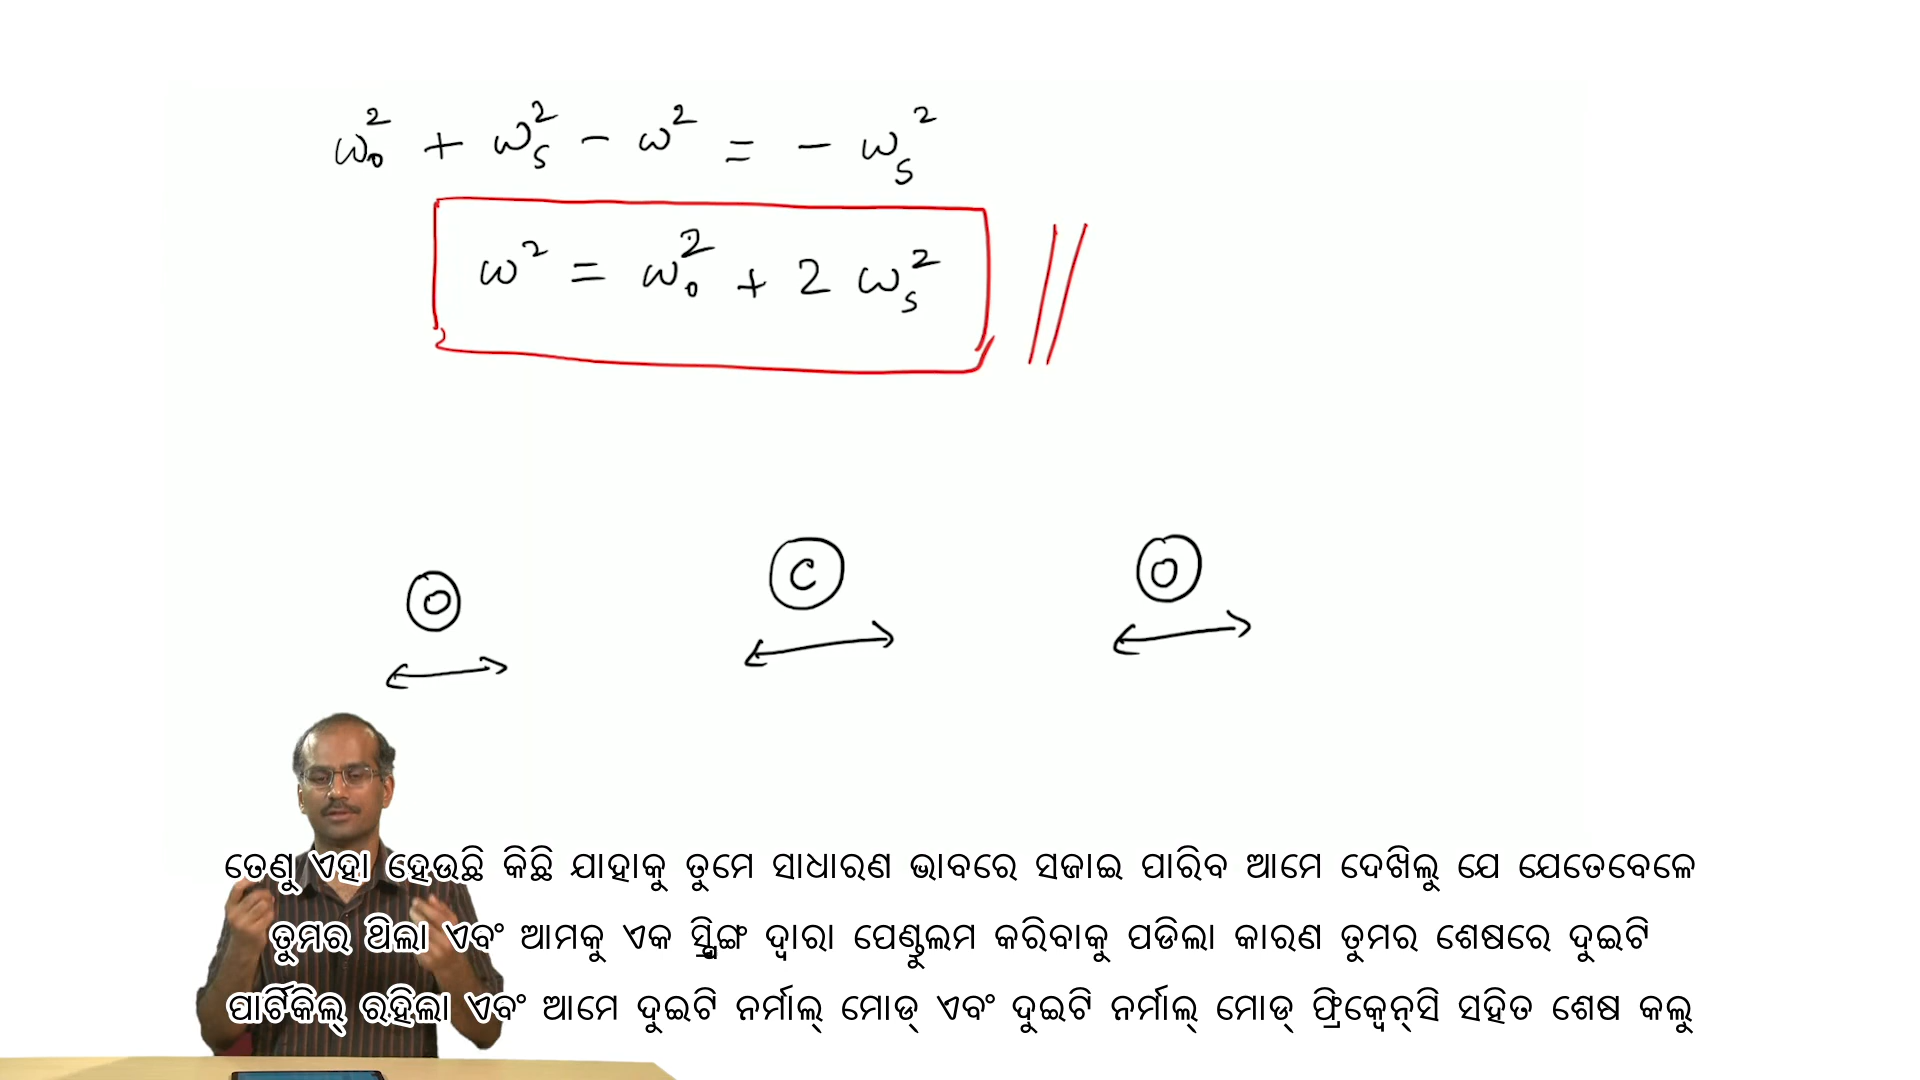 ω₀² + ωₛ² − ω² = − ωₛ²
ω² = ω₀² + 2 ωₛ²
O C O
ତେଣୁ ଏହା ହେଉଛି କିଛି ଯାହାକୁ ତୁମେ ସାଧାରଣ ଭାବରେ ସଜାଇ ପାରିବ ଆମେ ଦେଖିଲୁ ଯେ ଯେତେବେଳେ
ତୁମର ଥିଲା ଏବଂ ଆମକୁ ଏକ ସ୍ପ୍ରିଙ୍ଗ ଦ୍ୱାରା ପେଣ୍ଡୁଲମ କରିବାକୁ ପଡିଲା କାରଣ ତୁମର ଶେଷରେ ଦୁଇଟି
ପାର୍ଟିକିଲ୍ ରହିଲା ଏବଂ ଆମେ ଦୁଇଟି ନର୍ମାଲ୍ ମୋଡ୍ ଏବଂ ଦୁଇଟି ନର୍ମାଲ୍ ମୋଡ୍ ଫ୍ରିକ୍ୱେନ୍ସି ସହିତ ଶେଷ କଲୁ